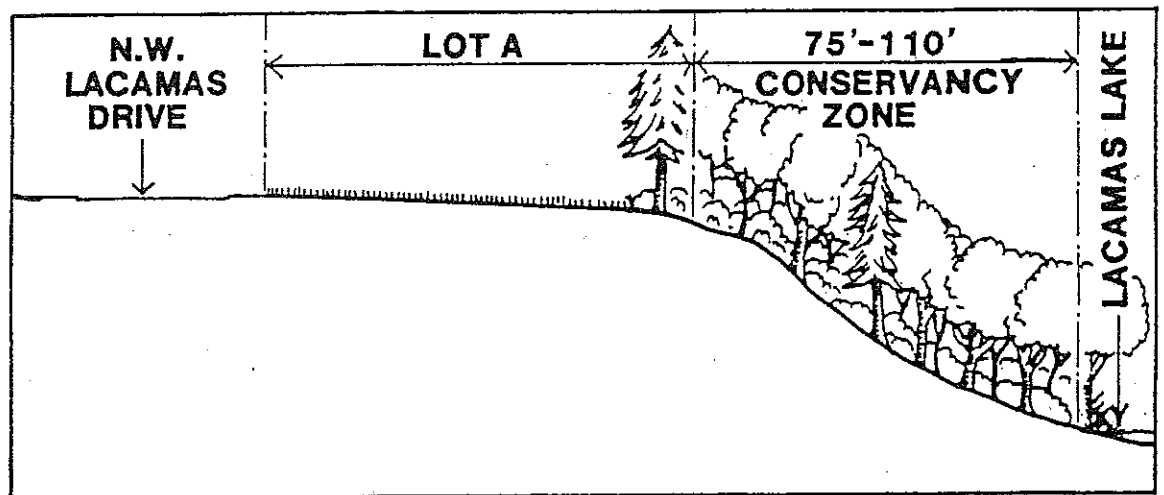 N.W.
LACAMAS
DRIVE
LOT A
75'-110'
CONSERVANCY
ZONE
LACAMAS LAKE